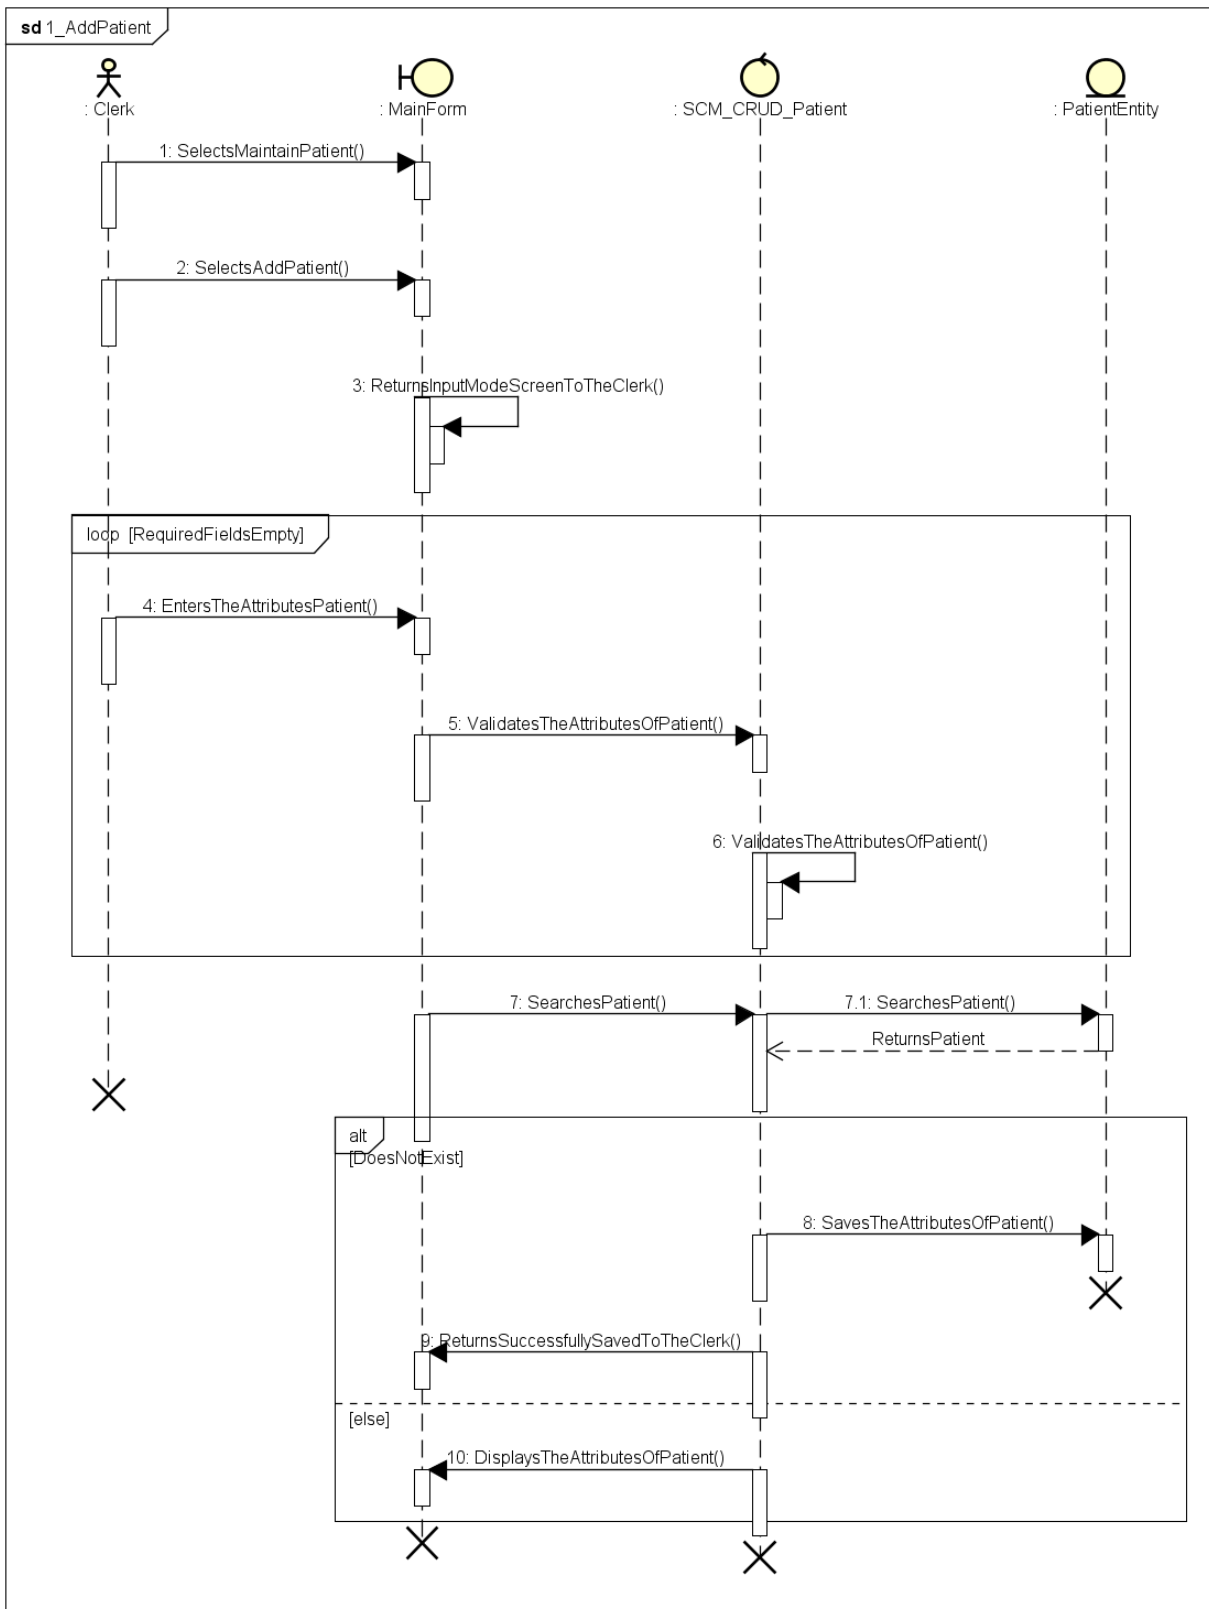 sd 1_AddPatient
: Clerk
: MainForm
: SCM_CRUD_Patient
: PatientEntity
1: SelectsMaintainPatient()
2: SelectsAddPatient()
3: ReturnsInputModeScreenToTheClerk()
loop [RequiredFieldsEmpty]
4: EntersTheAttributesPatient()
5: ValidatesTheAttributesOfPatient()
6: ValidatesTheAttributesOfPatient()
7: SearchesPatient()
7.1: SearchesPatient()
ReturnsPatient
alt
[DoesNotExist]
8: SavesTheAttributesOfPatient()
9: ReturnsSuccessfullySavedToTheClerk()
[else]
10: DisplaysTheAttributesOfPatient()